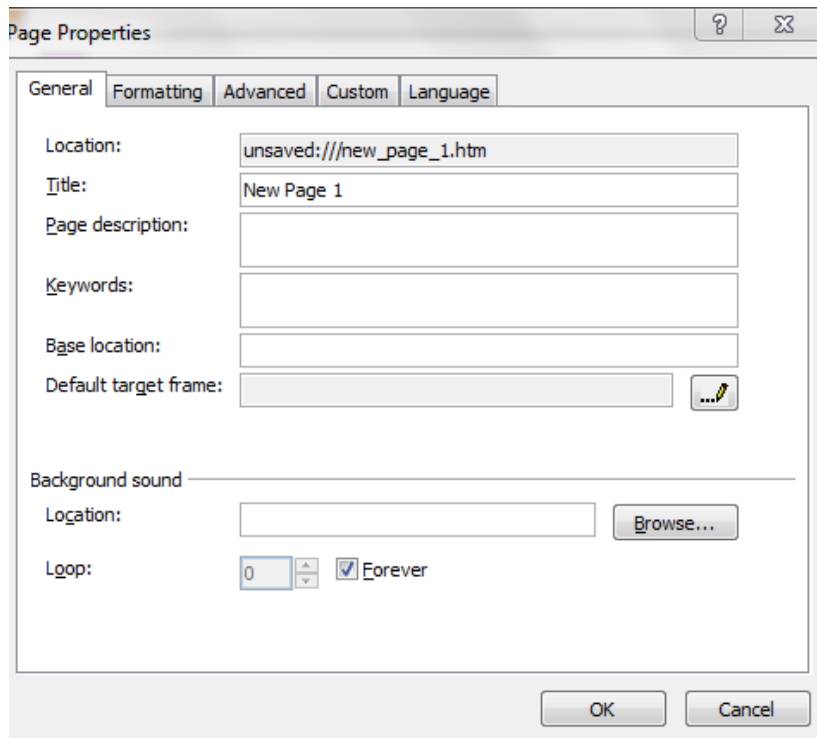 Page Properties
General Formatting Advanced Custom Language
Location: unsaved:///new_page_1.htm
Title: New Page 1
Page description:
Keywords:
Base location:
Default target frame: ...
Background sound
Location: Browse...
Loop: 0 Forever
OK Cancel